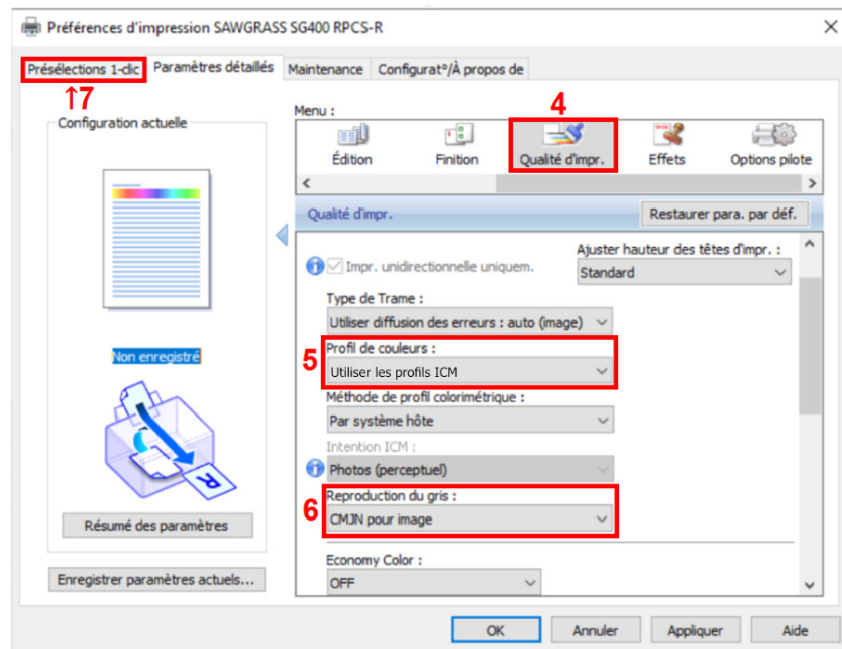 Préférences d'impression SAWGRASS SG400 RPCS-R
Présélections 1-clic
Paramètres détaillés
Maintenance
Configurat°/À propos de
↑7
Configuration actuelle
Non enregistré
R
Résumé des paramètres
Enregistrer paramètres actuels...
Menu :
4
Édition
Finition
Qualité d'impr.
Effets
Options pilote
Qualité d'impr.
Restaurer para. par déf.
Impr. unidirectionnelle uniquem.
Ajuster hauteur des têtes d'impr. :
Standard
Type de Trame :
Utiliser diffusion des erreurs : auto (image)
5
Profil de couleurs :
Utiliser les profils ICM
Méthode de profil colorimétrique :
Par système hôte
Intention ICM :
Photos (perceptuel)
6
Reproduction du gris :
CMJN pour image
Economy Color :
OFF
OK
Annuler
Appliquer
Aide